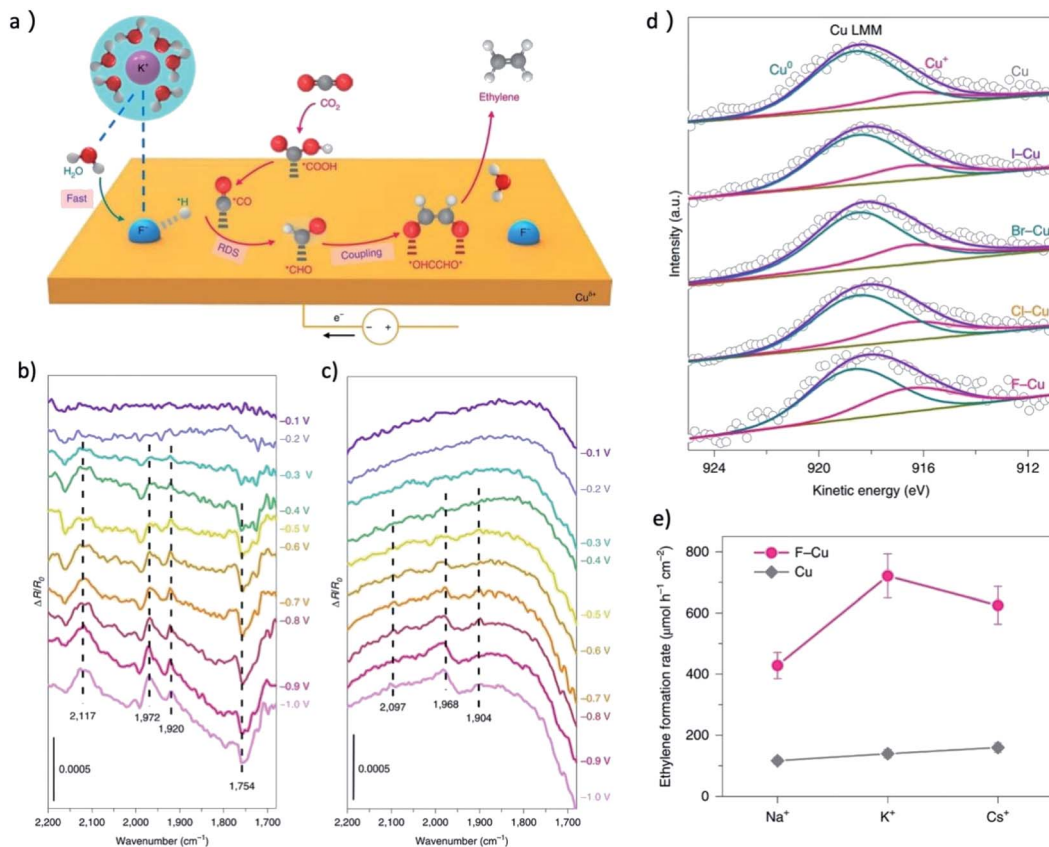 a )
K⁺
H₂O
Fast
*H
F⁻
CO₂
*COOH
*CO
RDS
*CHO
Coupling
*OHCCHO*
Ethylene
F⁻
Cu^δ+
e⁻
− +
b)
ΔR/R₀
−0.1 V
−0.2 V
−0.3 V
−0.4 V
−0.5 V
−0.6 V
−0.7 V
−0.8 V
−0.9 V
−1.0 V
2,117
1,972
1,920
1,754
0.0005
2,200 2,100 2,000 1,900 1,800 1,700
Wavenumber (cm⁻¹)
c)
ΔR/R₀
−0.1 V
−0.2 V
−0.3 V
−0.4 V
−0.5 V
−0.6 V
−0.7 V
−0.8 V
−0.9 V
−1.0 V
2,097
1,968
1,904
0.0005
2,200 2,100 2,000 1,900 1,800 1,700
Wavenumber (cm⁻¹)
d )
Cu LMM
Cu⁰
Cu⁺
Cu
I–Cu
Br–Cu
Cl–Cu
F–Cu
Intensity (a.u.)
924 920 916 912
Kinetic energy (eV)
e)
F–Cu
Cu
Ethylene formation rate (μmol h⁻¹ cm⁻²)
800
600
400
200
0
Na⁺ K⁺ Cs⁺